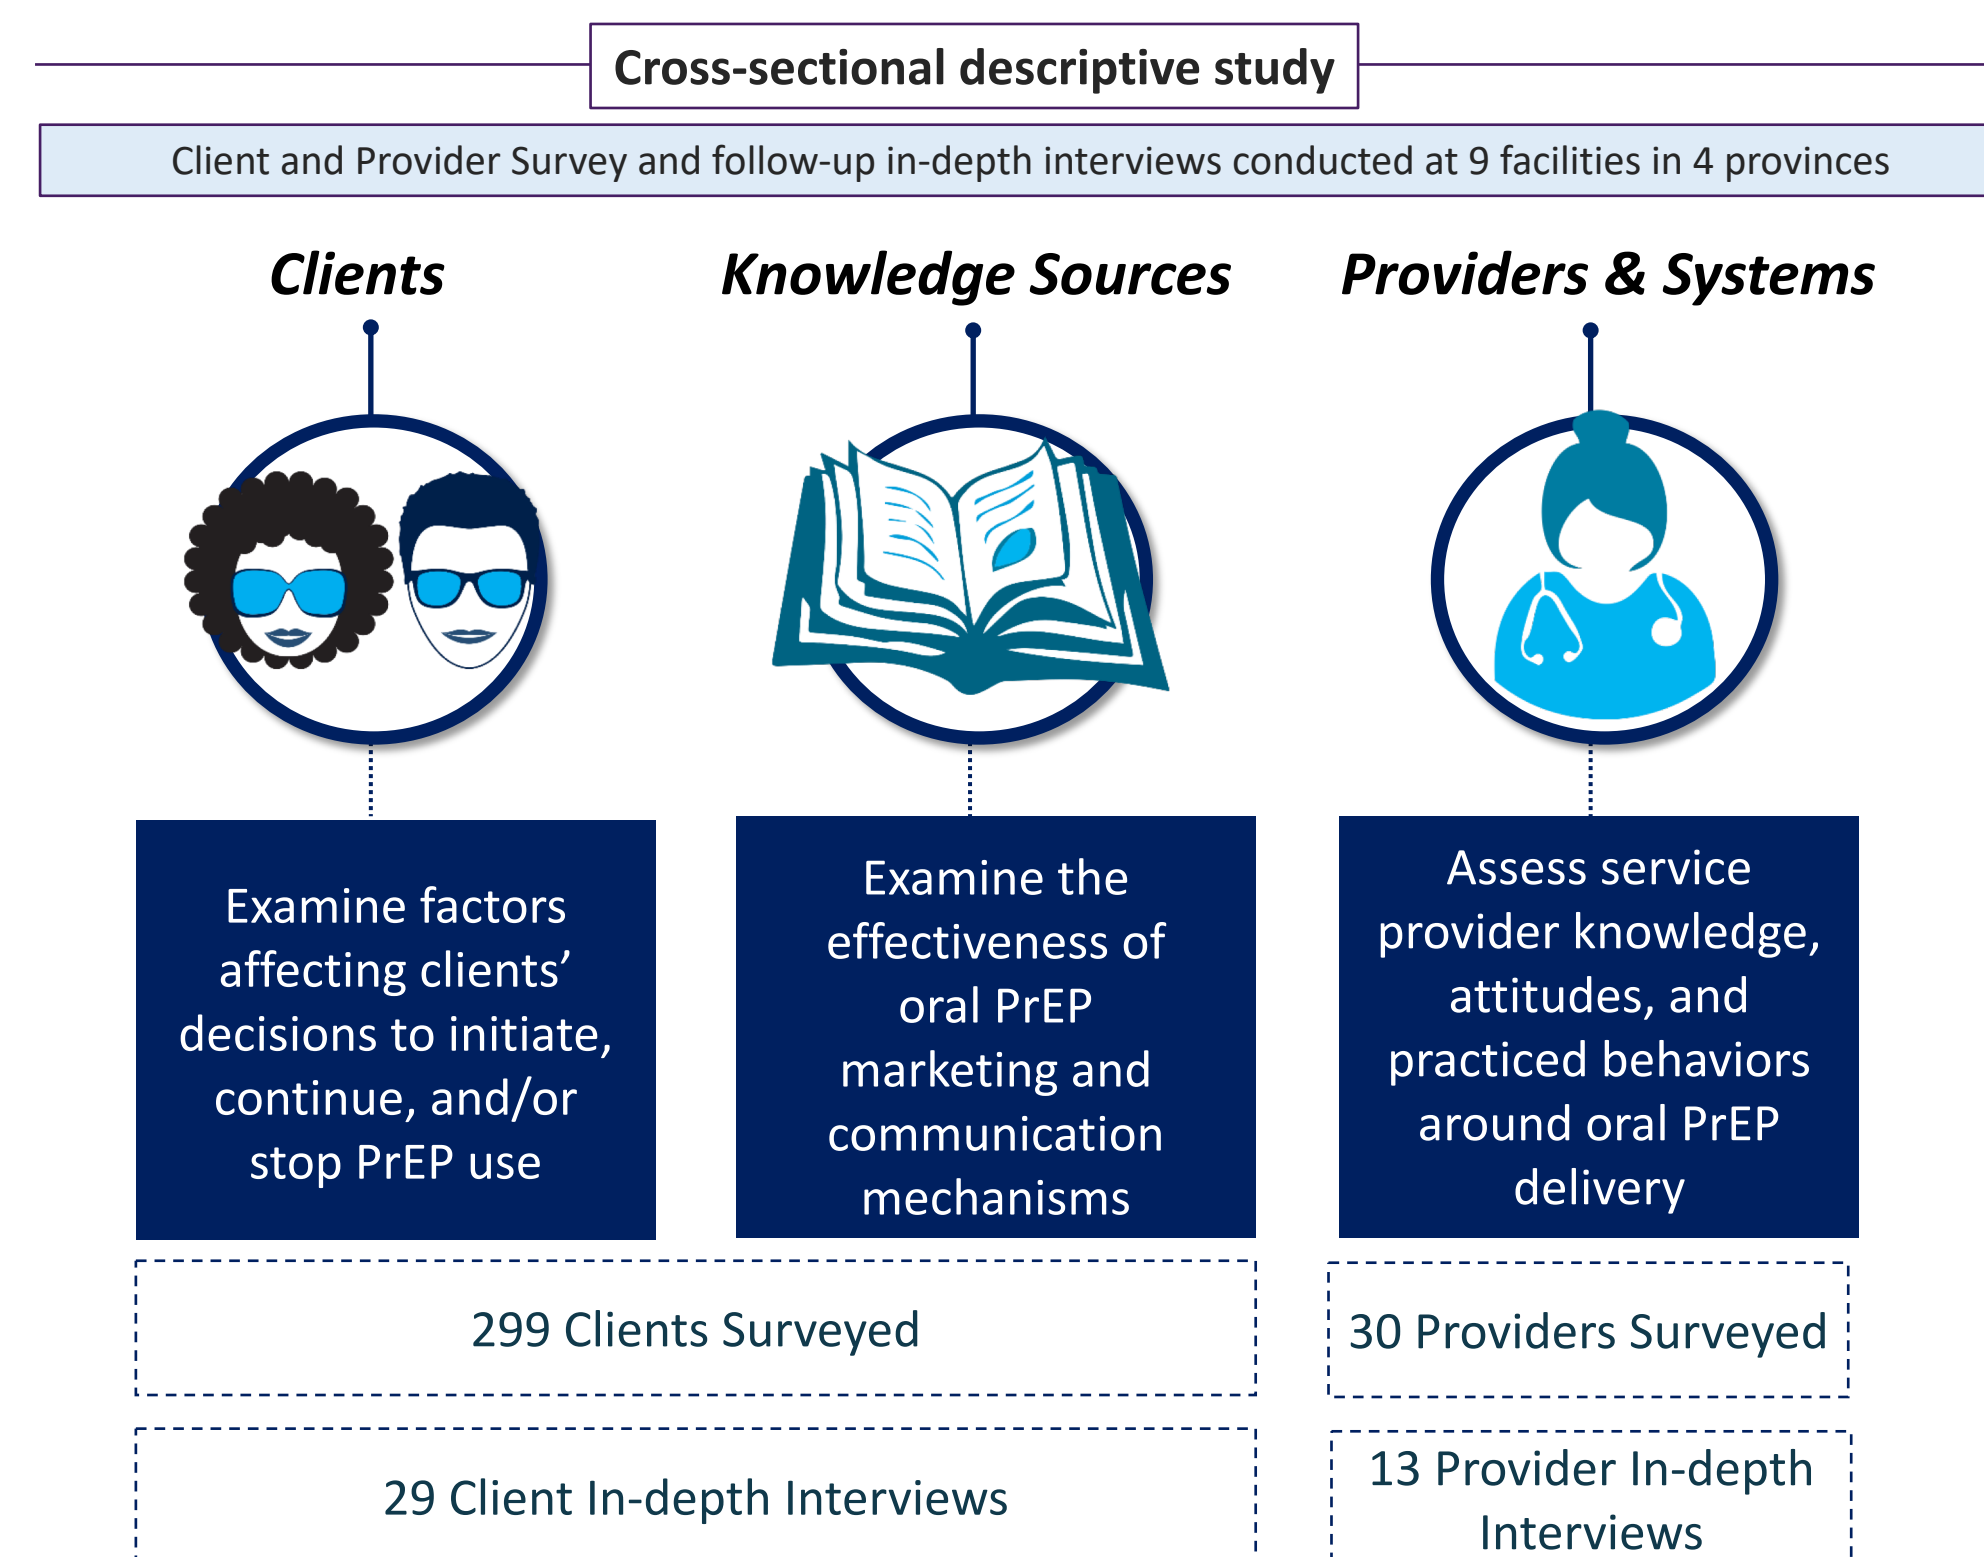 Cross-sectional descriptive study
Client and Provider Survey and follow-up in-depth interviews conducted at 9 facilities in 4 provinces
Clients
Knowledge Sources
Providers & Systems
Examine factors
affecting clients’
decisions to initiate,
continue, and/or
stop PrEP use
Examine the
effectiveness of
oral PrEP
marketing and
communication
mechanisms
Assess service
provider knowledge,
attitudes, and
practiced behaviors
around oral PrEP
delivery
299 Clients Surveyed
30 Providers Surveyed
29 Client In-depth Interviews
13 Provider In-depth
Interviews